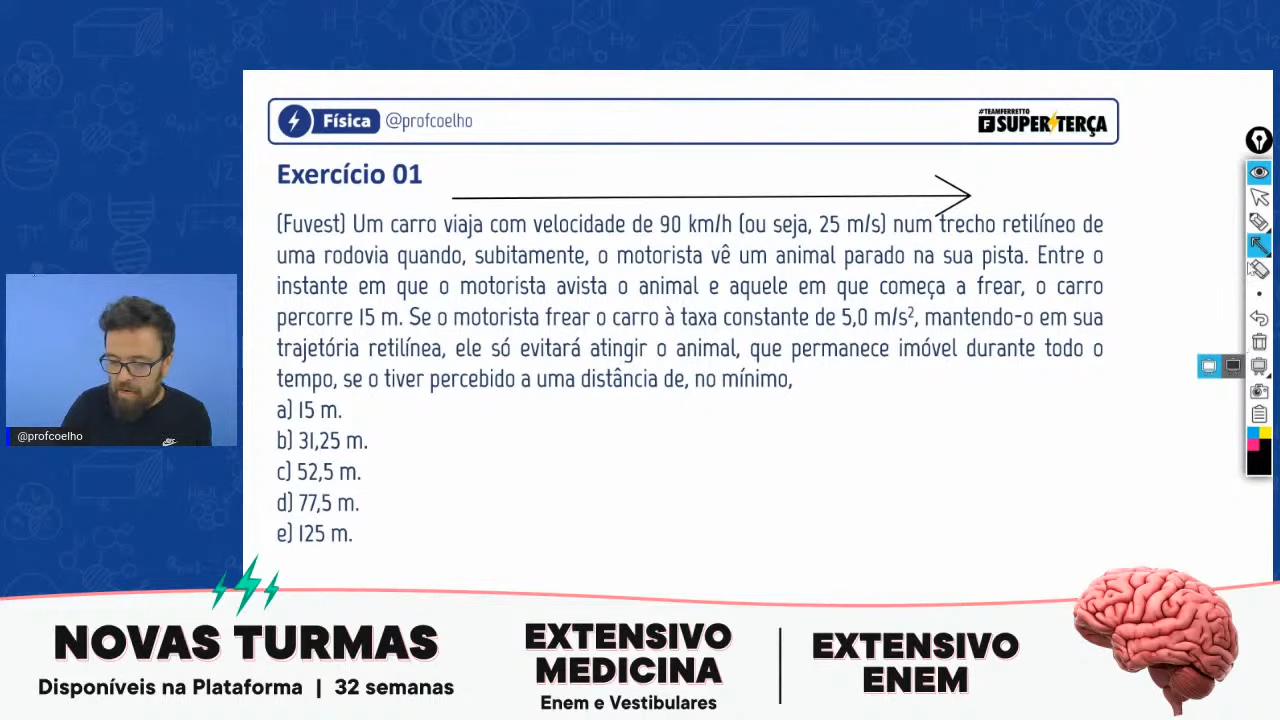 Física @profcoelho
#TEAMFERRETTO
SUPER TERÇA
Exercício 01
(Fuvest) Um carro viaja com velocidade de 90 km/h (ou seja, 25 m/s) num trecho retilíneo de
uma rodovia quando, subitamente, o motorista vê um animal parado na sua pista. Entre o
instante em que o motorista avista o animal e aquele em que começa a frear, o carro
percorre 15 m. Se o motorista frear o carro à taxa constante de 5,0 m/s², mantendo-o em sua
trajetória retilínea, ele só evitará atingir o animal, que permanece imóvel durante todo o
tempo, se o tiver percebido a uma distância de, no mínimo,
a) 15 m.
b) 31,25 m.
c) 52,5 m.
d) 77,5 m.
e) 125 m.
@profcoelho
NOVAS TURMAS
Disponíveis na Plataforma | 32 semanas
EXTENSIVO
MEDICINA
Enem e Vestibulares
EXTENSIVO
ENEM